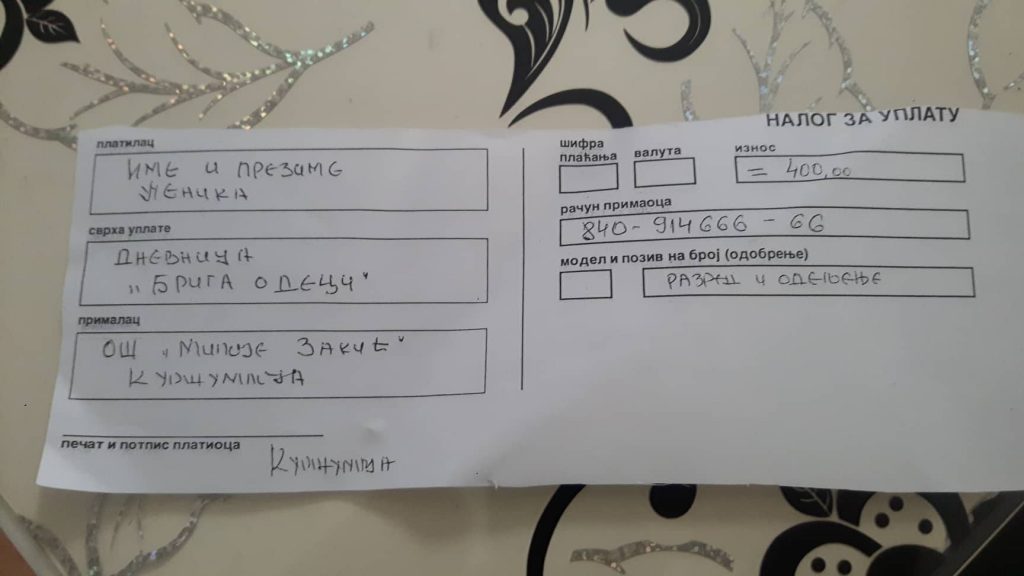 НАЛОГ ЗА УПЛАТУ
платилац
ИМЕ И ПРЕЗИМЕ
УЧЕНИКА
сврха уплате
ДНЕВНИЦА
„БРИГА О ДЕЦИ"
прималац
ОШ „МИЛОЈЕ ЗАКИЋ"
КУРШУМЛИЈА
печат и потпис платиоца
КУРШУМЛИЈА
шифра
плаћања
валута
износ
= 400,00
рачун примаоца
840-914666-66
модел и позив на број (одобрење)
РАЗРЕД И ОДЕЉЕЊЕ